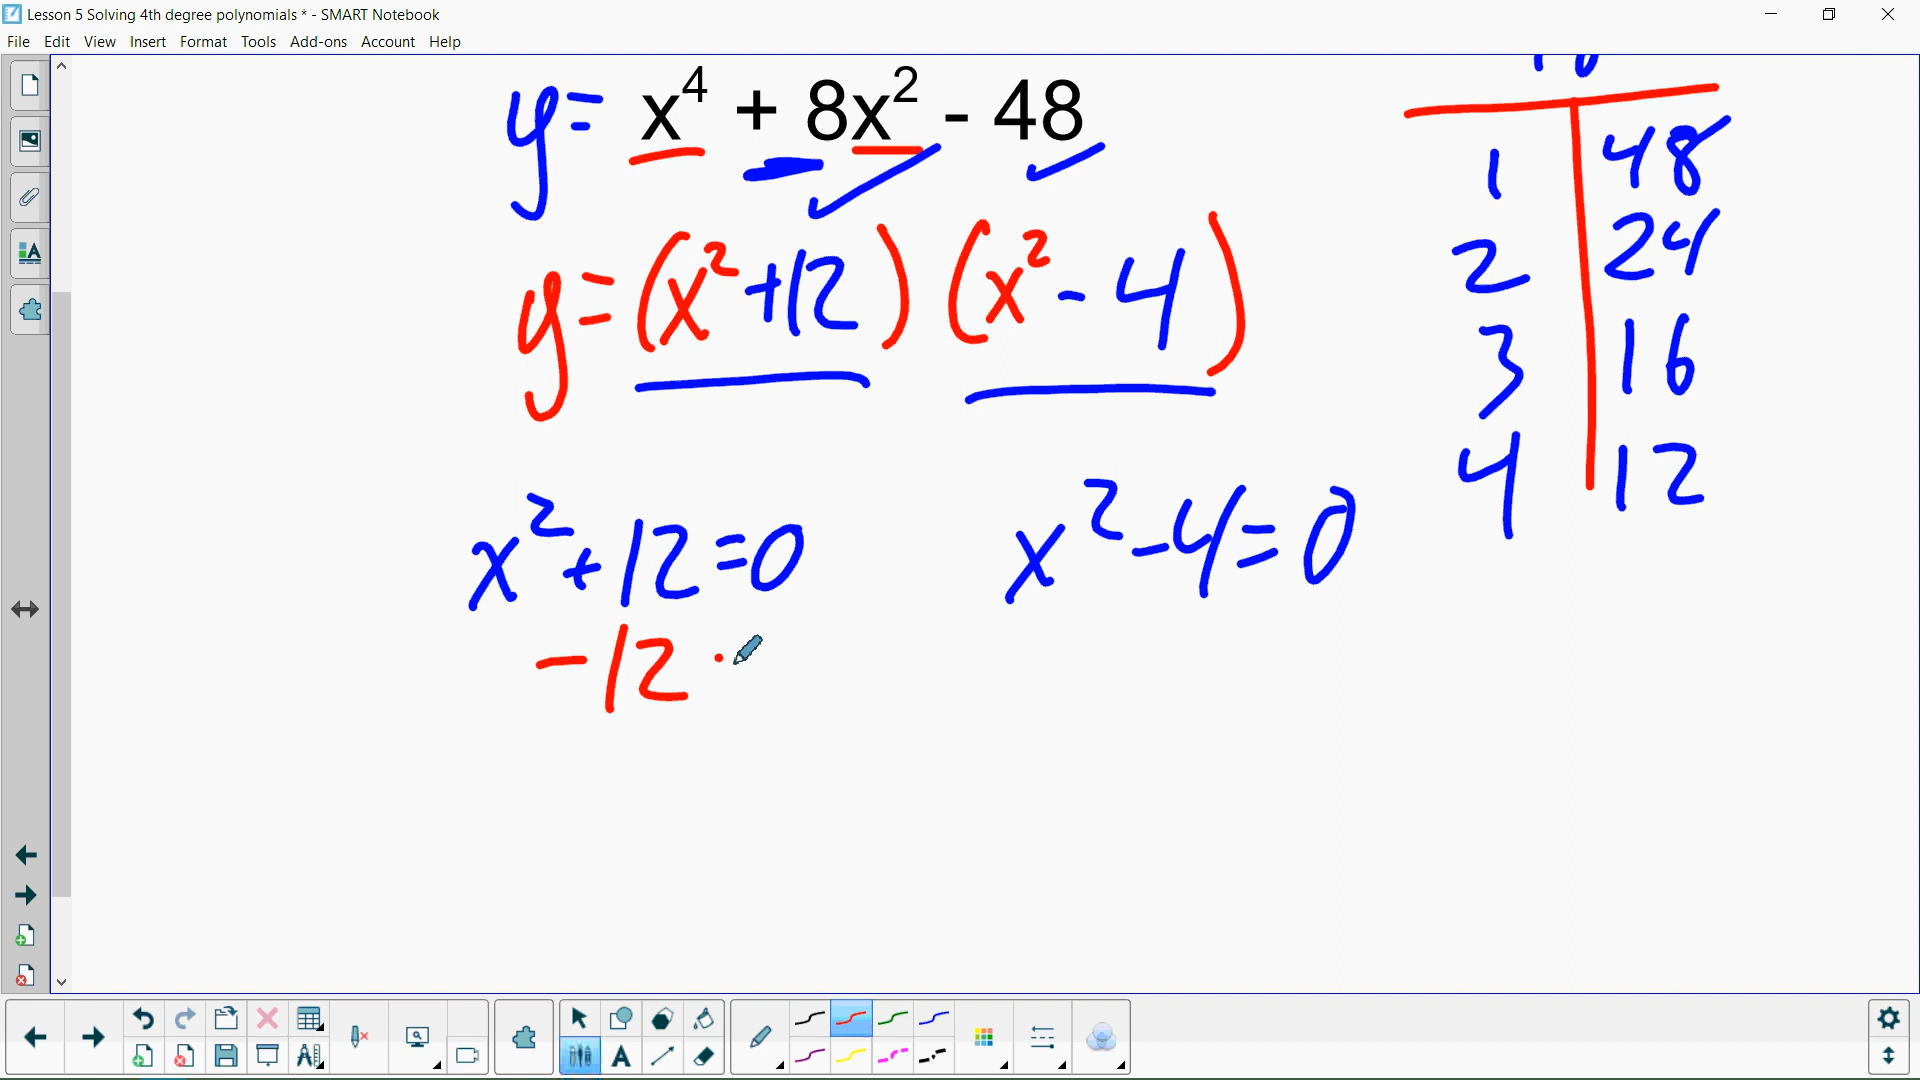 Lesson 5 Solving 4th degree polynomials * - SMART Notebook
File Edit View Insert Format Tools Add-ons Account Help
y = x⁴ + 8x² - 48
y = (x² + 12) (x² - 4)
x² + 12 = 0
-12
x² - 4 = 0
1 48
2 24
3 16
4 12